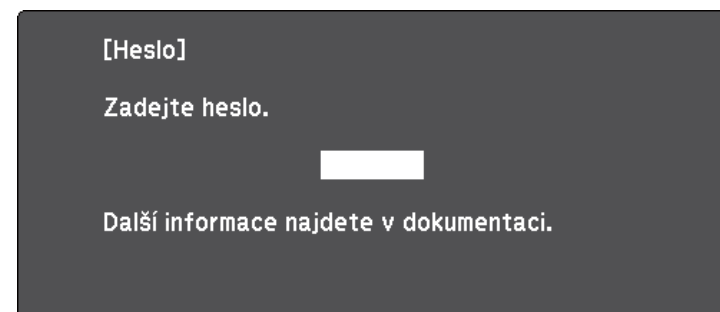 [Heslo]
Zadejte heslo.
Další informace najdete v dokumentaci.